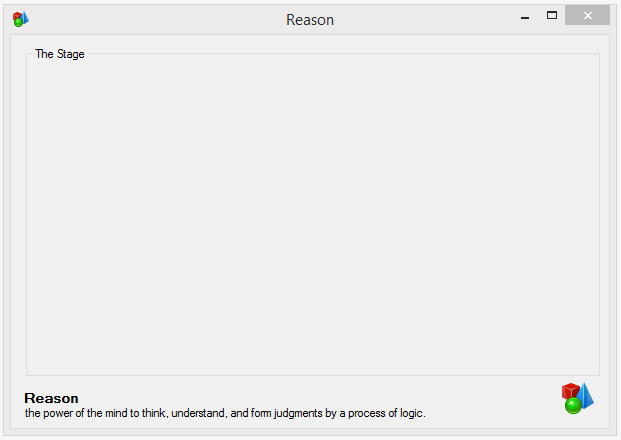 Reason
The Stage
Reason
the power of the mind to think, understand, and form judgments by a process of logic.